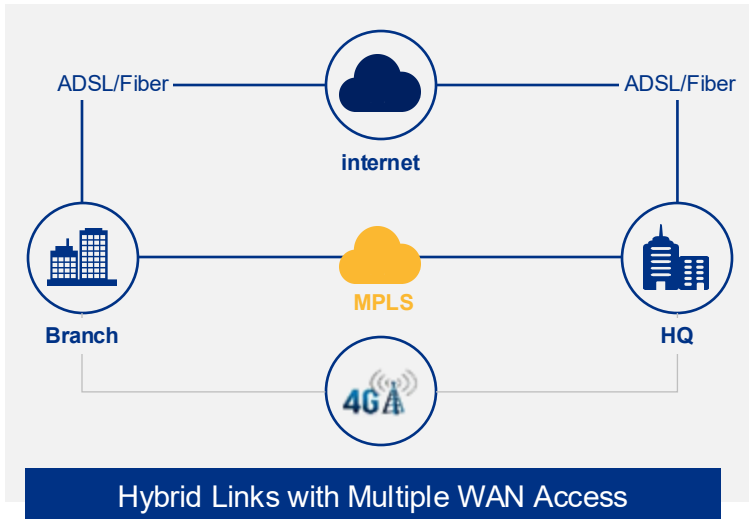 ADSL/Fiber
ADSL/Fiber
internet
MPLS
Branch
HQ
4G
Hybrid Links with Multiple WAN Access